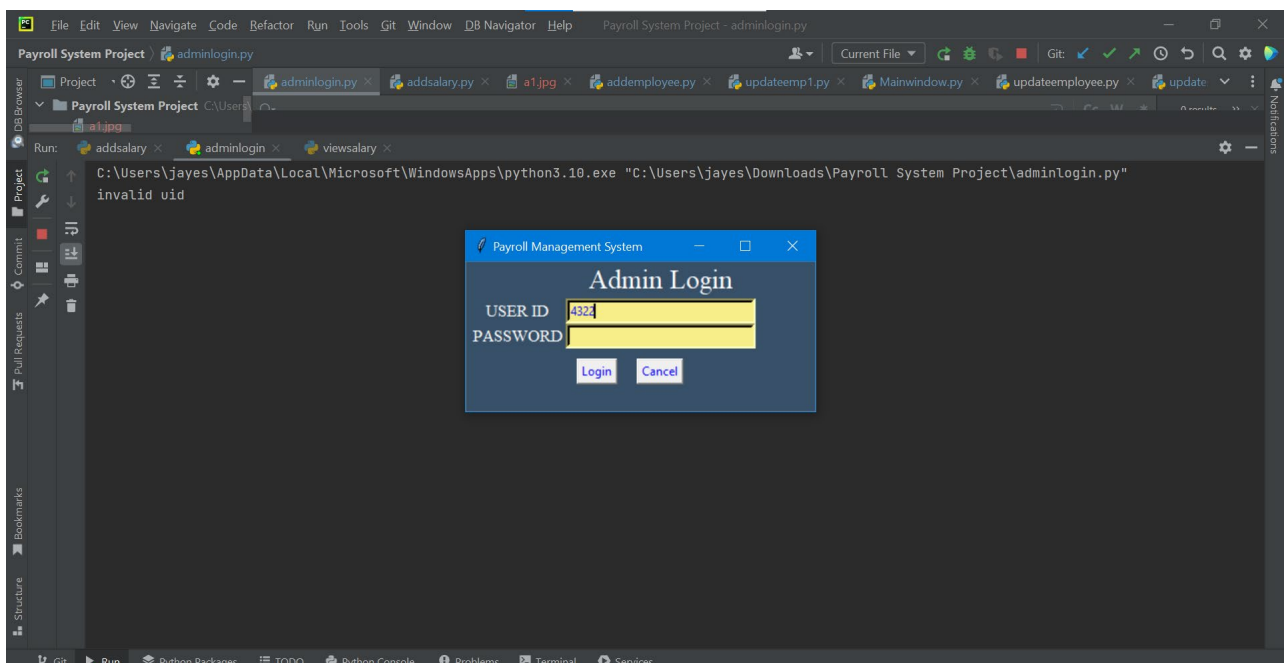 PC File Edit View Navigate Code Refactor Run Tools Git Window DB Navigator Help Payroll System Project - adminlogin.py
Payroll System Project adminlogin.py Current File Git:
Project adminlogin.py addsalary.py a1.jpg addemployee.py updateemp1.py Mainwindow.py updateemployee.py update
Payroll System Project C:\Users\ Cc W 0 results
a1.jpg
Run: addsalary adminlogin viewsalary
C:\Users\jayes\AppData\Local\Microsoft\WindowsApps\python3.10.exe "C:\Users\jayes\Downloads\Payroll System Project\adminlogin.py"
invalid uid
Payroll Management System
Admin Login
USER ID 4322
PASSWORD
Login Cancel
DB Browser
Project
Commit
Pull Requests
Bookmarks
Structure
Notifications
Git Run Python Packages TODO Python Console Problems Terminal Services